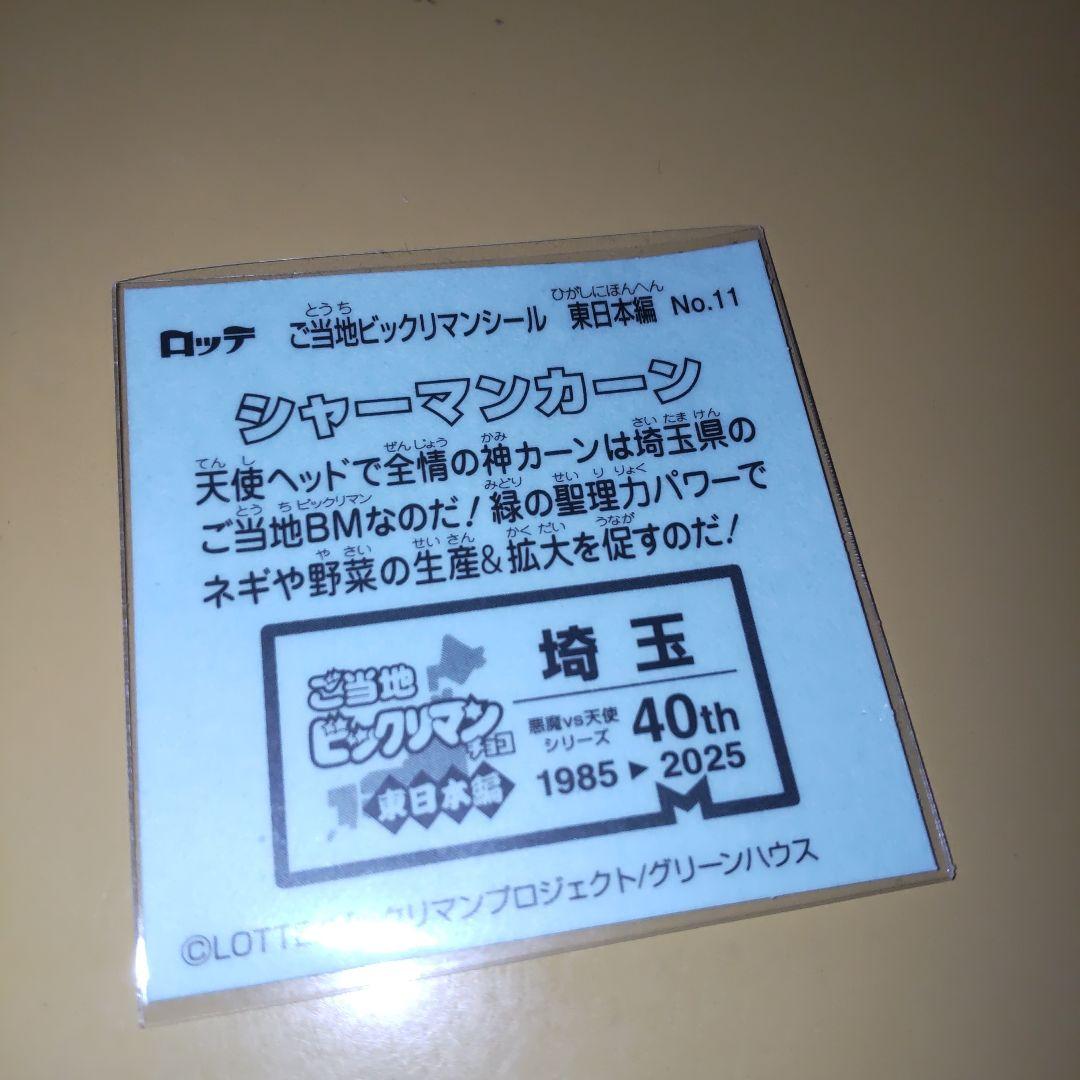 ロッテ ご当地ビックリマンシール 東日本編 No.11
とうち ひがしにほんへん
シャーマンカーン
てんし ぜんじょう かみ さいたまけん
天使ヘッドで全情の神カーンは埼玉県の
とうち ビックリマン みどり せいりりょく
ご当地BMなのだ!緑の聖理力パワーで
やさい せいさん かくだい うなが
ネギや野菜の生産&拡大を促すのだ!
ご当地
ビックリマン
チョコ
東日本編
埼玉
悪魔vs天使
シリーズ
40th
1985▶2025
©LOTTE/ビックリマンプロジェクト/グリーンハウス